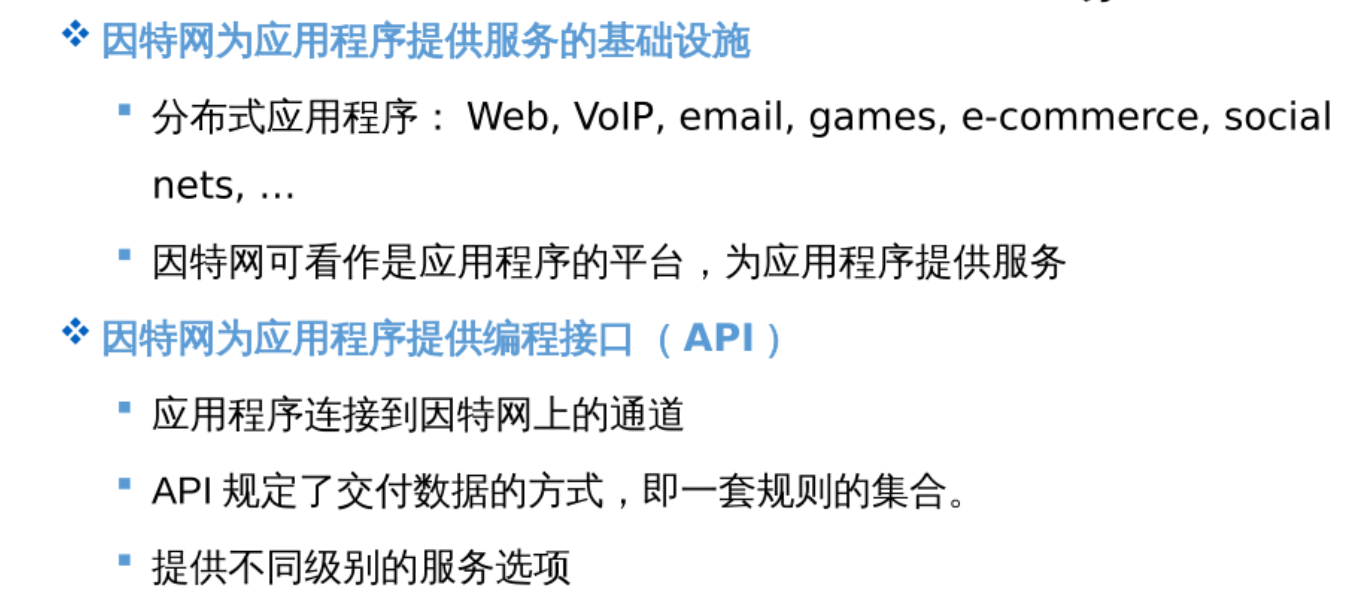 因特网为应用程序提供服务的基础设施
分布式应用程序： Web, VoIP, email, games, e-commerce, social
nets, …
因特网可看作是应用程序的平台，为应用程序提供服务
因特网为应用程序提供编程接口（ API ）
应用程序连接到因特网上的通道
API 规定了交付数据的方式，即一套规则的集合。
提供不同级别的服务选项